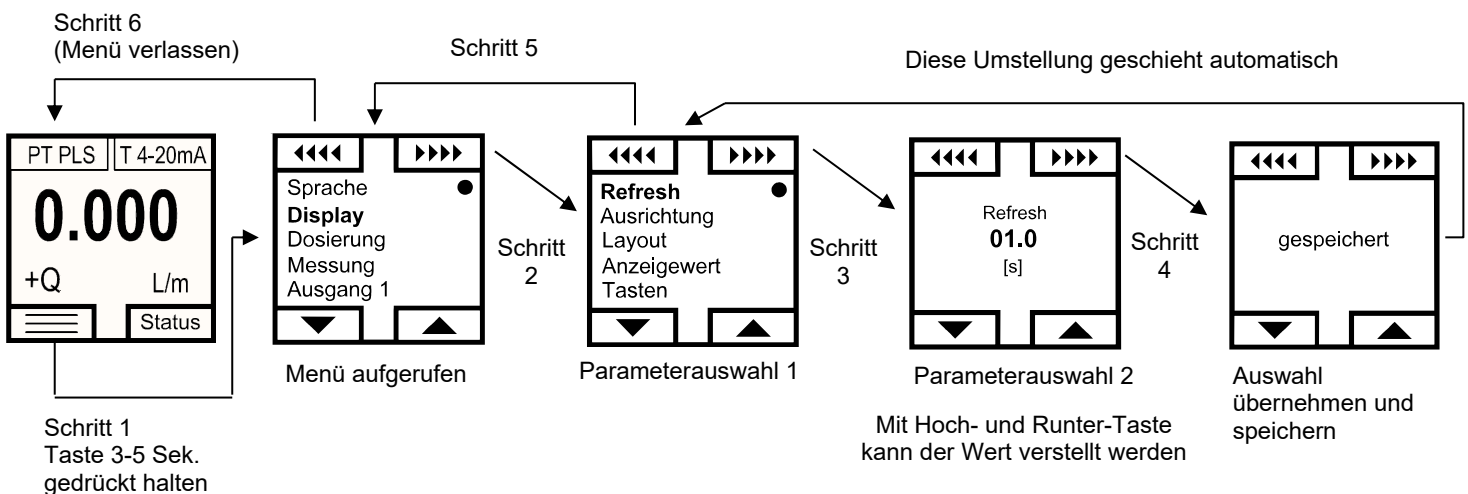 Schritt 6
(Menü verlassen)
Schritt 5
Diese Umstellung geschieht automatisch
PT PLS
T 4-20mA
0.000
+Q
L/m
Status
Schritt 1
Taste 3-5 Sek.
gedrückt halten
Sprache
Display
Dosierung
Messung
Ausgang 1
Menü aufgerufen
Schritt
2
Refresh
Ausrichtung
Layout
Anzeigewert
Tasten
Parameterauswahl 1
Schritt
3
Refresh
01.0
[s]
Parameterauswahl 2
Mit Hoch- und Runter-Taste
kann der Wert verstellt werden
Schritt
4
gespeichert
Auswahl
übernehmen und
speichern